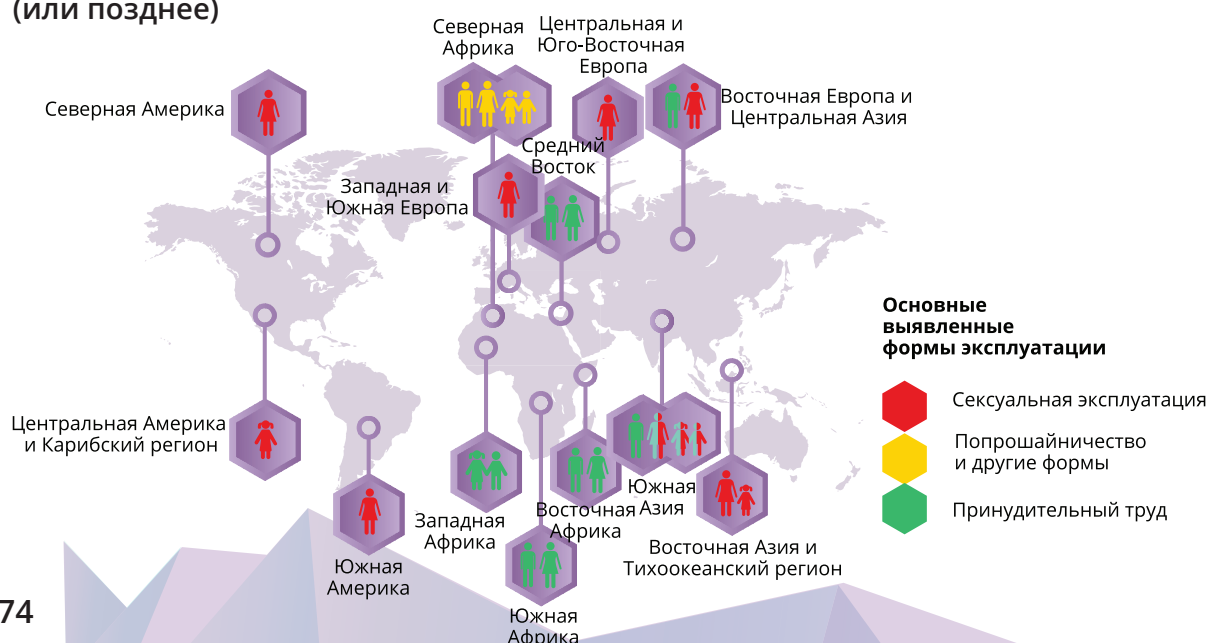 (или позднее)
Северная
Африка
Центральная и
Юго-Восточная
Европа
Северная Америка
Восточная Европа и
Центральная Азия
Средний
Восток
Западная и
Южная Европа
Основные
выявленные
формы эксплуатации
Сексуальная эксплуатация
Попрошайничество
и другие формы
Принудительный труд
Центральная Америка
и Карибский регион
Южная
Азия
Западная
Африка
Восточная
Африка
Восточная Азия и
Тихоокеанский регион
Южная
Америка
74
Южная
Африка